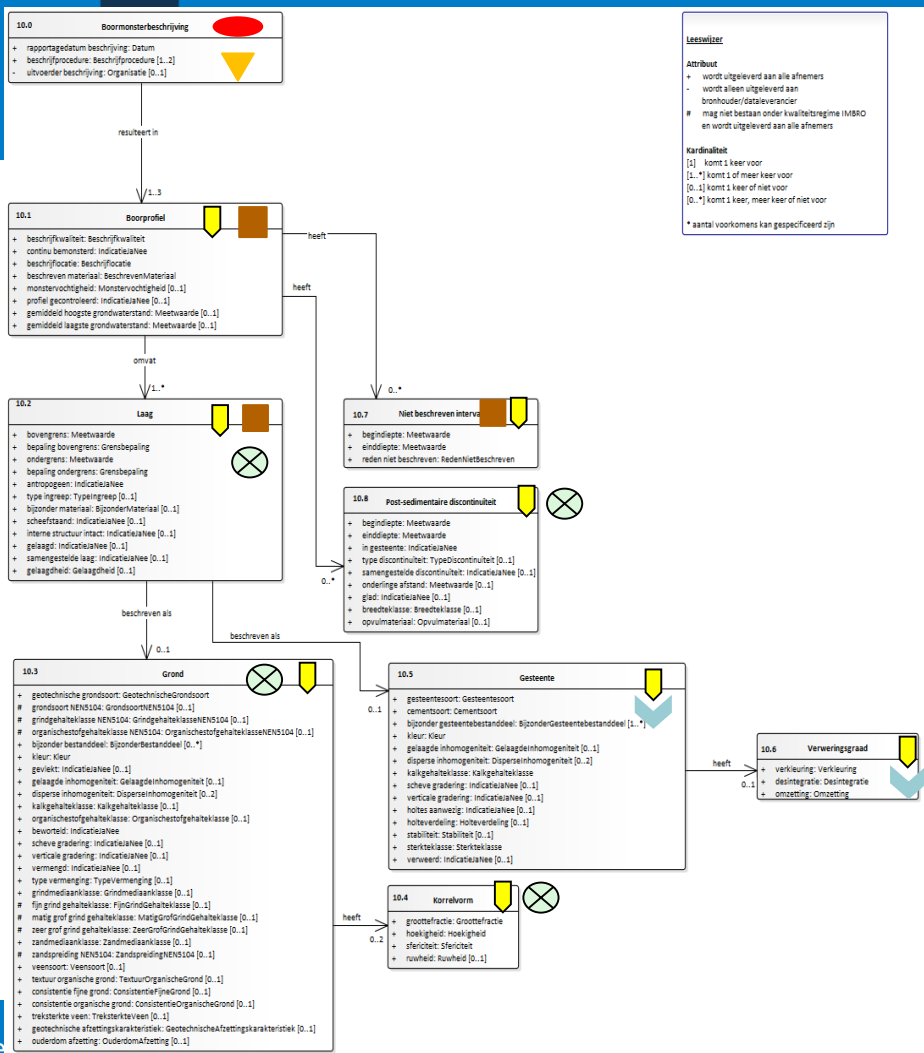 10.0 Boormonsterbeschrijving
+ rapportagedatum beschrijving: Datum
+ beschrijfprocedure: Beschrijfprocedure [1..2]
- uitvoerder beschrijving: Organisatie [0..1]
resulteert in
1..3
10.1 Boorprofiel
+ beschrijfkwaliteit: Beschrijfkwaliteit
+ continu bemonsterd: IndicatieJaNee
+ beschrijflocatie: Beschrijflocatie
+ beschreven materiaal: BeschrevenMateriaal
+ monstervochtigheid: Monstervochtigheid [0..1]
+ profiel gecontroleerd: IndicatieJaNee [0..1]
+ gemiddeld hoogste grondwaterstand: Meetwaarde [0..1]
+ gemiddeld laagste grondwaterstand: Meetwaarde [0..1]
heeft
heeft
omvat
1..*
0..*
0..*
10.2 Laag
+ bovengrens: Meetwaarde
+ bepaling bovengrens: Grensbepaling
+ ondergrens: Meetwaarde
+ bepaling ondergrens: Grensbepaling
+ antropogeen: IndicatieJaNee
+ type ingreep: TypeIngreep [0..1]
+ bijzonder materiaal: BijzonderMateriaal [0..1]
+ scheefstaand: IndicatieJaNee [0..1]
+ interne structuur intact: IndicatieJaNee [0..1]
+ gelaagd: IndicatieJaNee [0..1]
+ samengestelde laag: IndicatieJaNee [0..1]
+ gelaagdheid: Gelaagdheid [0..1]
beschreven als
0..1
beschreven als
0..1
10.3 Grond
+ geotechnische grondsoort: GeotechnischeGrondsoort
# grondsoort NEN5104: GrondsoortNEN5104 [0..1]
# grindgehalteklasse NEN5104: GrindgehalteklasseNEN5104 [0..1]
# organischestofgehalteklasse NEN5104: OrganischestofgehalteklasseNEN5104 [0..1]
+ bijzonder bestanddeel: BijzonderBestanddeel [0..*]
+ kleur: Kleur
+ gevlekt: IndicatieJaNee [0..1]
+ gelaagde inhomogeniteit: GelaagdeInhomogeniteit [0..1]
+ disperse inhomogeniteit: DisperseInhomogeniteit [0..2]
+ kalkgehalteklasse: Kalkgehalteklasse [0..1]
+ organischestofgehalteklasse: Organischestofgehalteklasse [0..1]
+ beworteld: IndicatieJaNee
+ scheve gradering: IndicatieJaNee [0..1]
+ verticale gradering: IndicatieJaNee [0..1]
+ vermengd: IndicatieJaNee [0..1]
+ type vermenging: TypeVermenging [0..1]
+ grindmediaanklasse: Grindmediaanklasse [0..1]
# fijn grind gehalteklasse: FijnGrindGehalteklasse [0..1]
# matig grof grind gehalteklasse: MatigGrofGrindGehalteklasse [0..1]
# zeer grof grind gehalteklasse: ZeerGrofGrindGehalteklasse [0..1]
+ zandmediaanklasse: Zandmediaanklasse [0..1]
# zandspreiding NEN5104: ZandspreidingNEN5104 [0..1]
+ veensoort: Veensoort [0..1]
+ textuur organische grond: TextuurOrganischeGrond [0..1]
+ consistentie fijne grond: ConsistentieFijneGrond [0..1]
+ consistentie organische grond: ConsistentieOrganischeGrond [0..1]
+ treksterkte veen: TreksterkteVeen [0..1]
+ geotechnische afzettingskarakteristiek: GeotechnischeAfzettingskarakteristiek [0..1]
+ ouderdom afzetting: OuderdomAfzetting [0..1]
heeft
0..2
10.7 Niet beschreven interva
+ begindiepte: Meetwaarde
+ einddiepte: Meetwaarde
+ reden niet beschreven: RedenNietBeschreven
10.8 Post-sedimentaire discontinuïteit
+ begindiepte: Meetwaarde
+ einddiepte: Meetwaarde
+ in gesteente: IndicatieJaNee
+ type discontinuïteit: TypeDiscontinuïteit [0..1]
+ samengestelde discontinuïteit: IndicatieJaNee [0..1]
+ onderlinge afstand: Meetwaarde [0..1]
+ glad: IndicatieJaNee [0..1]
+ breedteklasse: Breedteklasse [0..1]
+ opvulmateriaal: Opvulmateriaal [0..1]
10.5 Gesteente
+ gesteentesoort: Gesteentesoort
+ cementsoort: Cementsoort
+ bijzonder gesteentebestanddeel: BijzonderGesteentebestanddeel [1..*]
+ kleur: Kleur
+ gelaagde inhomogeniteit: GelaagdeInhomogeniteit [0..1]
+ disperse inhomogeniteit: DisperseInhomogeniteit [0..2]
+ kalkgehalteklasse: Kalkgehalteklasse
+ scheve gradering: IndicatieJaNee [0..1]
+ verticale gradering: IndicatieJaNee [0..1]
+ holtes aanwezig: IndicatieJaNee [0..1]
+ holteverdeling: Holteverdeling [0..1]
+ stabiliteit: Stabiliteit [0..1]
+ sterkteklasse: Sterkteklasse
+ verweerd: IndicatieJaNee [0..1]
heeft
0..1
10.6 Verweringsgraad
+ verkleuring: Verkleuring
+ desintegratie: Desintegratie
+ omzetting: Omzetting
10.4 Korrelvorm
+ groottefractie: Groottefractie
+ hoekigheid: Hoekigheid
+ sfericiteit: Sfericiteit
+ ruwheid: Ruwheid [0..1]
Leeswijzer
Attribuut
+ wordt uitgeleverd aan alle afnemers
- wordt alleen uitgeleverd aan
bronhouder/dataleverancier
# mag niet bestaan onder kwaliteitsregime IMBRO
en wordt uitgeleverd aan alle afnemers
Kardinaliteit
[1] komt 1 keer voor
[1..*] komt 1 of meer keer voor
[0..1] komt 1 keer of niet voor
[0..*] komt 1 keer, meer keer of niet voor
* aantal voorkomens kan gespecificeerd zijn